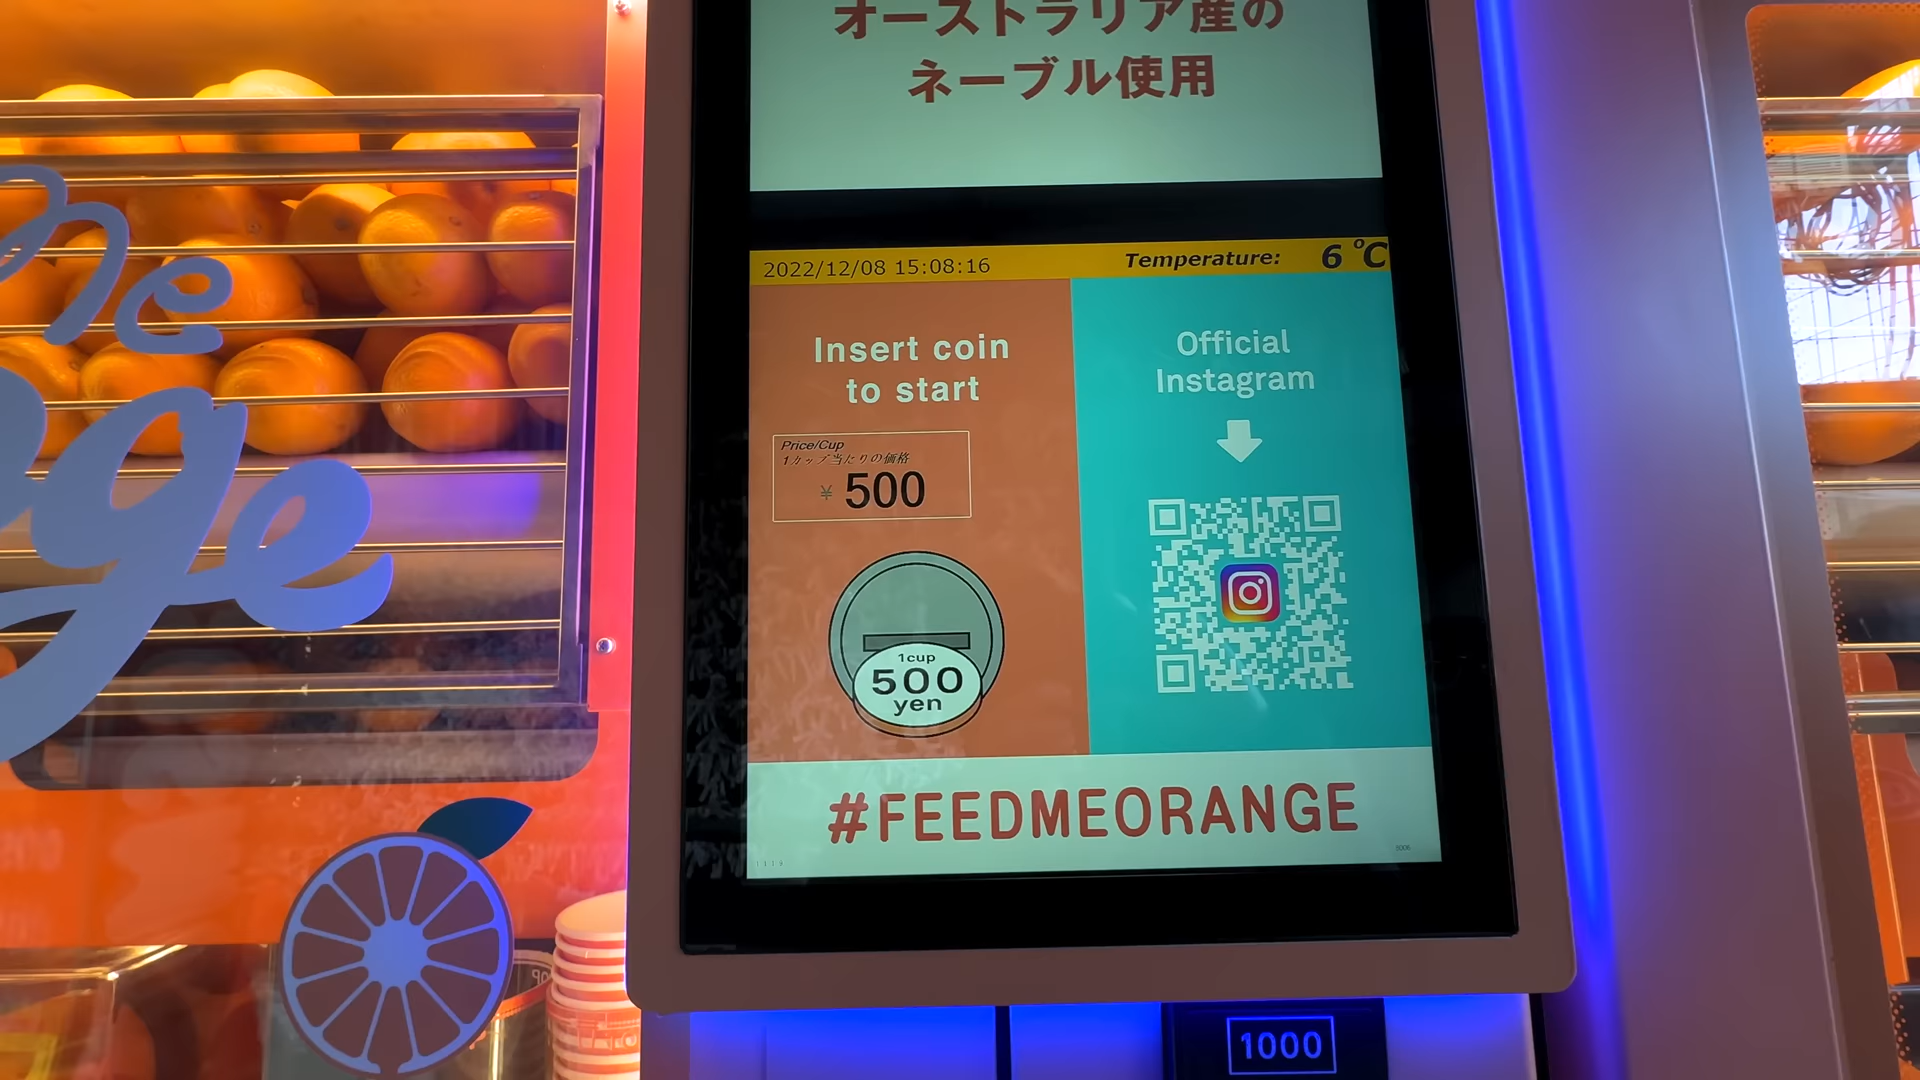 オーストラリア産の
ネーブル使用
2022/12/08 15:08:16
Temperature: 6 °C
Insert coin
to start
Price/Cup
1カップ当たりの価格
¥ 500
1cup
500
yen
Official
Instagram
#FEEDMEORANGE
1000